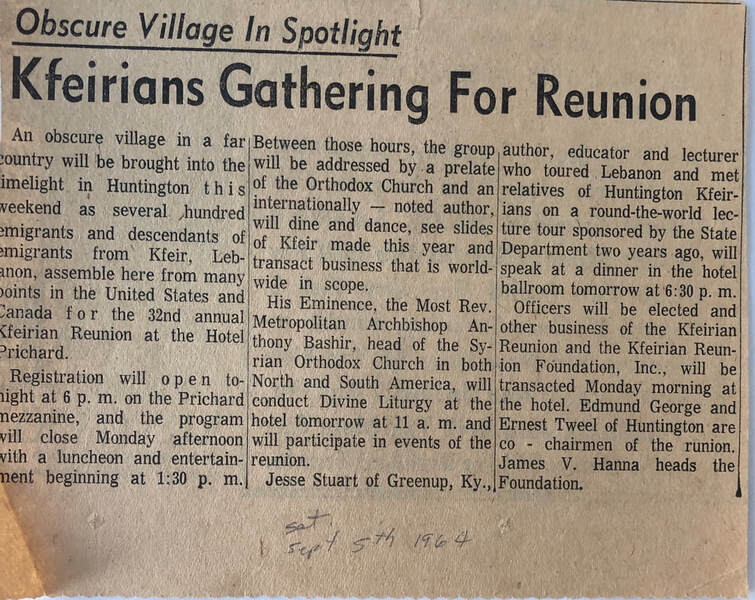 Obscure Village In Spotlight
Kfeirians Gathering For Reunion
An obscure village in a far
country will be brought into the
limelight in Huntington this
weekend as several hundred
emigrants and descendants of
emigrants from Kfeir, Leb-
anon, assemble here from many
points in the United States and
Canada for the 32nd annual
Kfeirian Reunion at the Hotel
Prichard.
Registration will open to-
night at 6 p. m. on the Prichard
mezzanine, and the program
will close Monday afternoon
with a luncheon and entertain-
ment beginning at 1:30 p. m.
Between those hours, the group
will be addressed by a prelate
of the Orthodox Church and an
internationally — noted author,
will dine and dance, see slides
of Kfeir made this year and
transact business that is world-
wide in scope.
His Eminence, the Most Rev.
Metropolitan Archbishop An-
thony Bashir, head of the Sy-
rian Orthodox Church in both
North and South America, will
conduct Divine Liturgy at the
hotel tomorrow at 11 a. m. and
will participate in events of the
reunion.
Jesse Stuart of Greenup, Ky.,
author, educator and lecturer
who toured Lebanon and met
relatives of Huntington Kfeir-
ians on a round-the-world lec-
ture tour sponsored by the State
Department two years ago, will
speak at a dinner in the hotel
ballroom tomorrow at 6:30 p. m.
Officers will be elected and
other business of the Kfeirian
Reunion and the Kfeirian Reun-
ion Foundation, Inc., will be
transacted Monday morning at
the hotel. Edmund George and
Ernest Tweel of Huntington are
co - chairmen of the runion.
James V. Hanna heads the
Foundation.
sat.
Sept 5th 1964